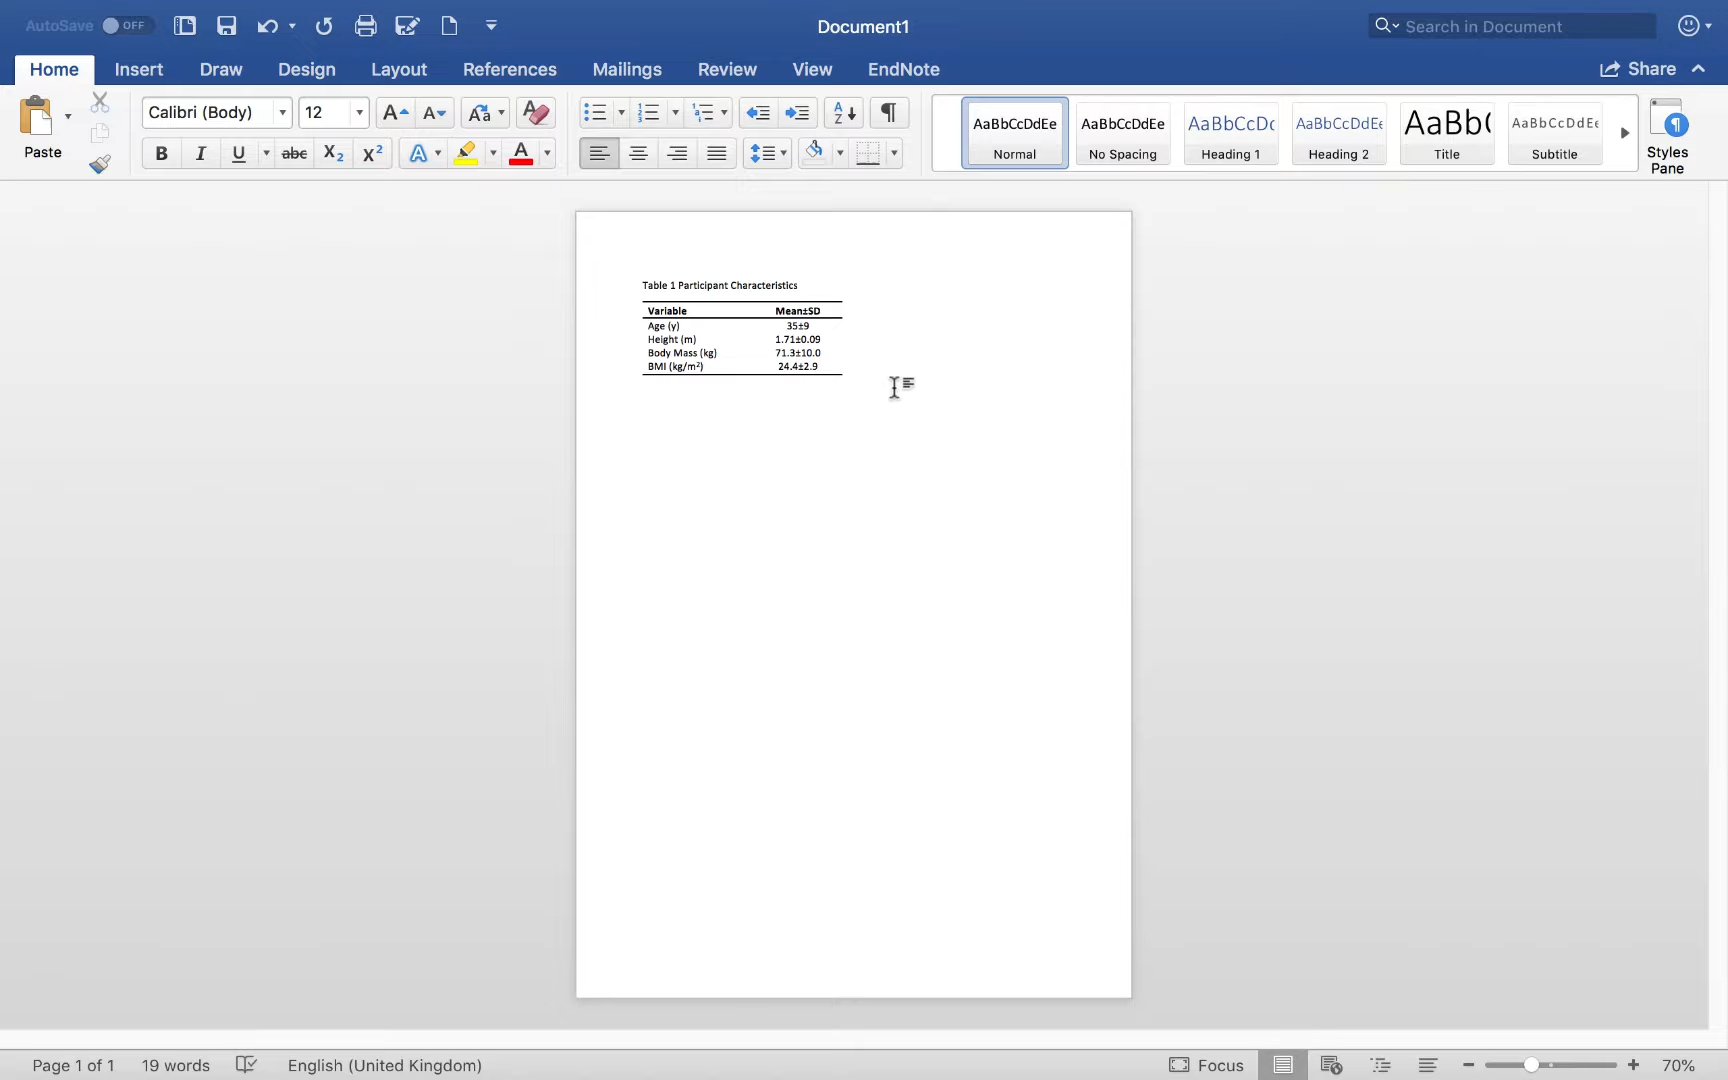 AutoSave OFF
Document1
Search in Document
Home Insert Draw Design Layout References Mailings Review View EndNote
Share
Paste
Calibri (Body) 12
AaBbCcDdEe AaBbCcDdEe AaBbCcDc AaBbCcDdEe AaBb( AaBbCcDdEe
Normal No Spacing Heading 1 Heading 2 Title Subtitle
Styles Pane
Table 1 Participant Characteristics
Variable Mean±SD
Age (y) 35±9
Height (m) 1.71±0.09
Body Mass (kg) 71.3±10.0
BMI (kg/m²) 24.4±2.9
Page 1 of 1 19 words English (United Kingdom) Focus 70%